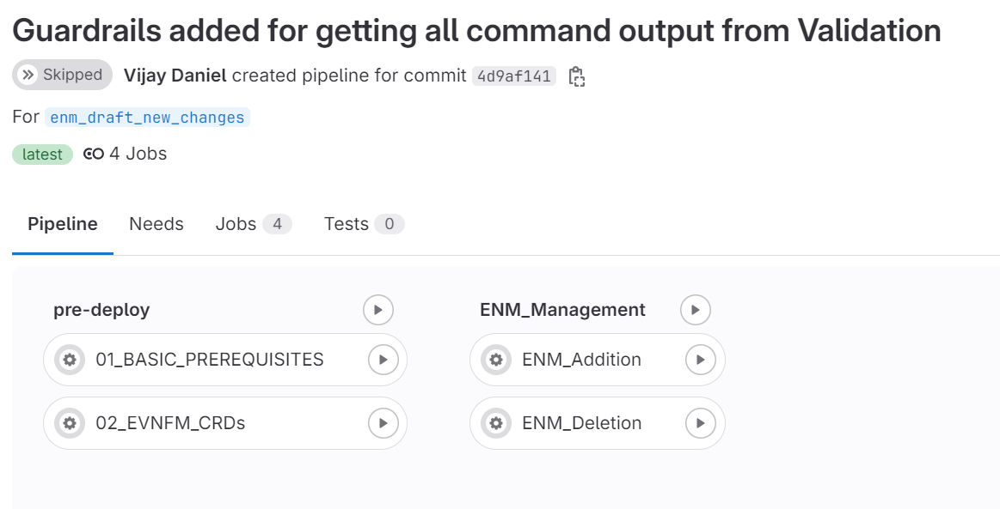 Guardrails added for getting all command output from Validation
Skipped Vijay Daniel created pipeline for commit 4d9af141
For enm_draft_new_changes
latest 4 Jobs
Pipeline Needs Jobs 4 Tests 0
pre-deploy ENM_Management
01_BASIC_PREREQUISITES ENM_Addition
02_EVNFM_CRDs ENM_Deletion